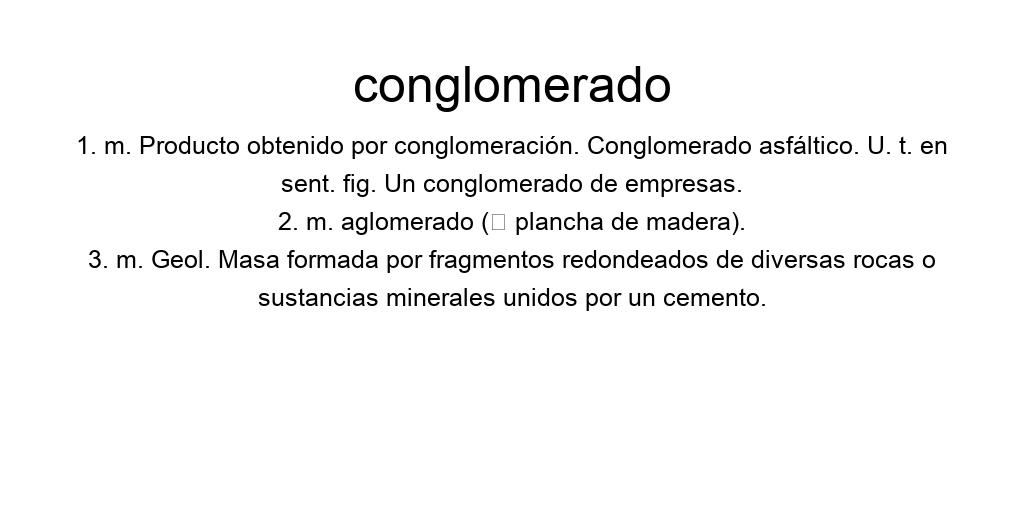 conglomerado
1. m. Producto obtenido por conglomeración. Conglomerado asfáltico. U. t. en
sent. fig. Un conglomerado de empresas.
2. m. aglomerado (□ plancha de madera).
3. m. Geol. Masa formada por fragmentos redondeados de diversas rocas o
sustancias minerales unidos por un cemento.